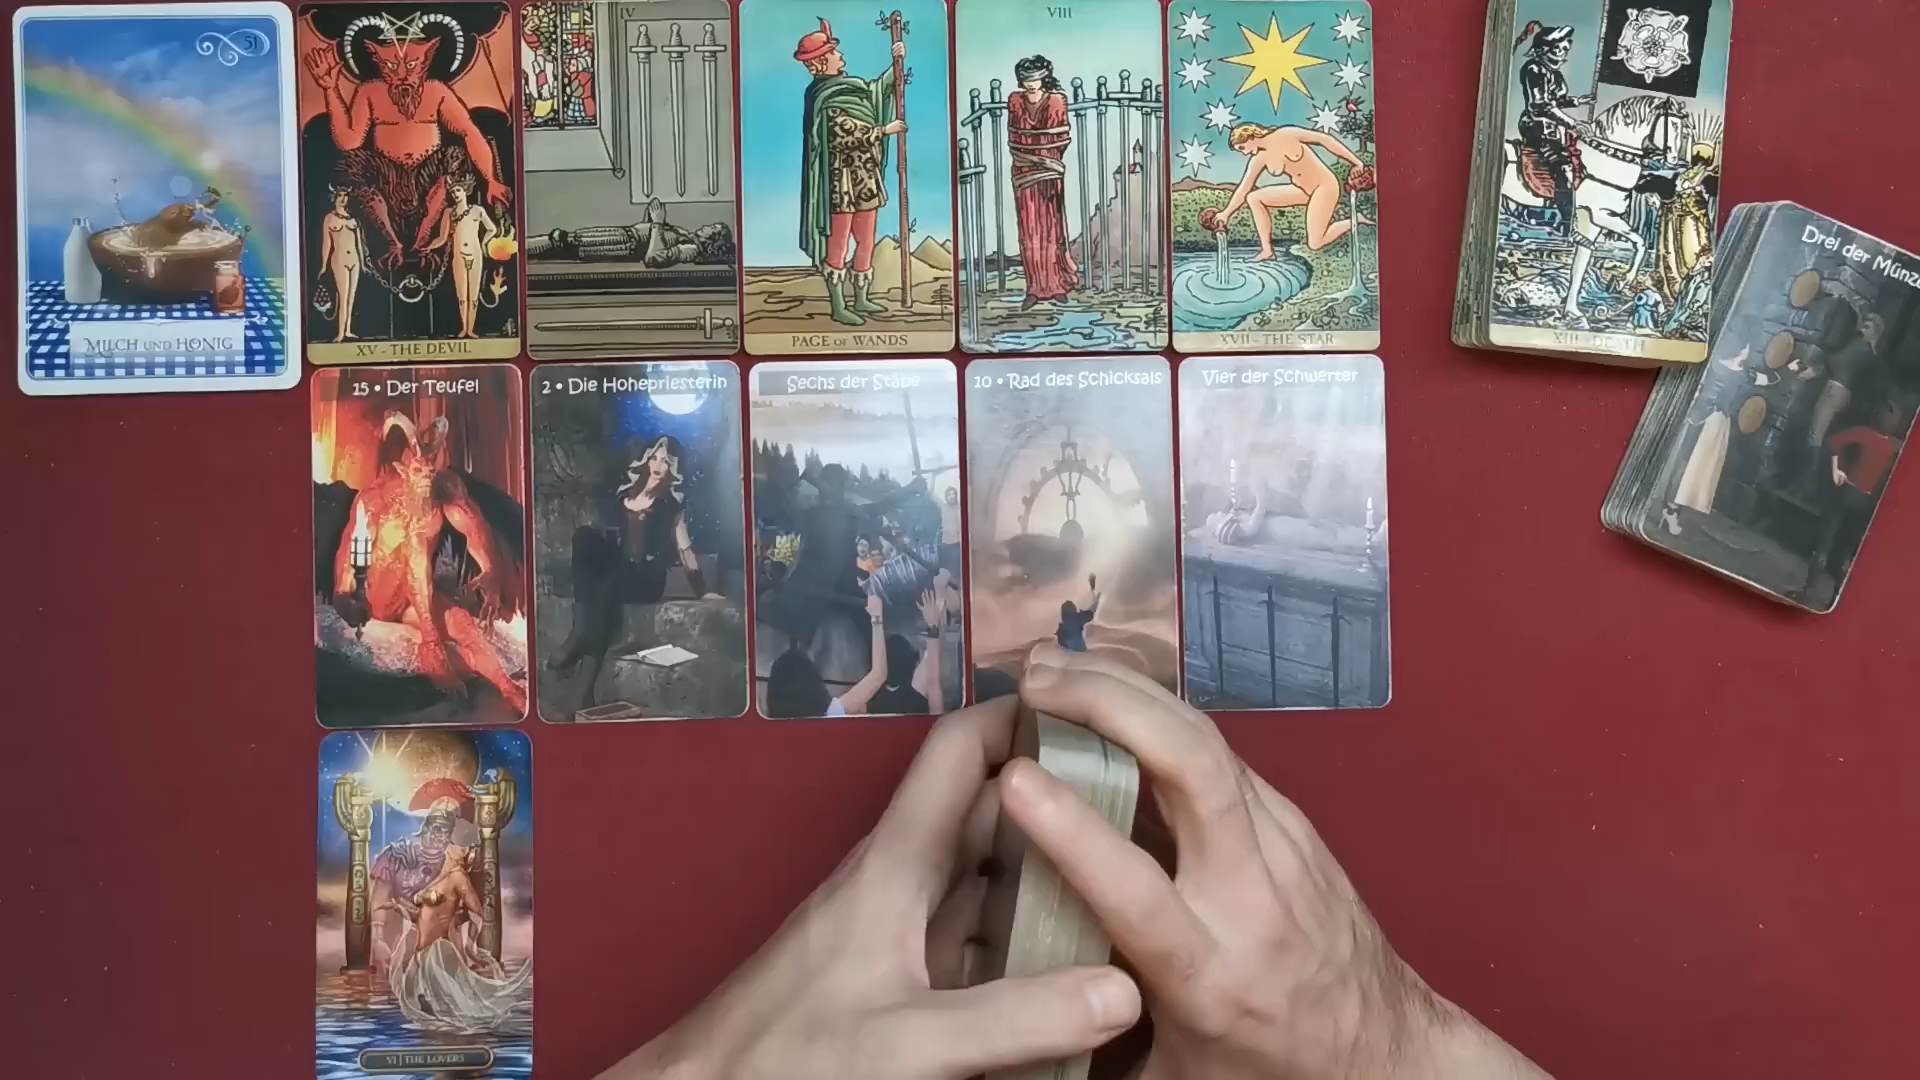 51
MILCH UND HONIG
XV - THE DEVIL
IV
PAGE OF WANDS
VIII
XVII - THE STAR
XIII - DEATH
15 • Der Teufel
2 • Die Hohepriesterin
Sechs der Stäbe
10 • Rad des Schicksals
Vier der Schwerter
Drei der Münz
VI | THE LOVERS